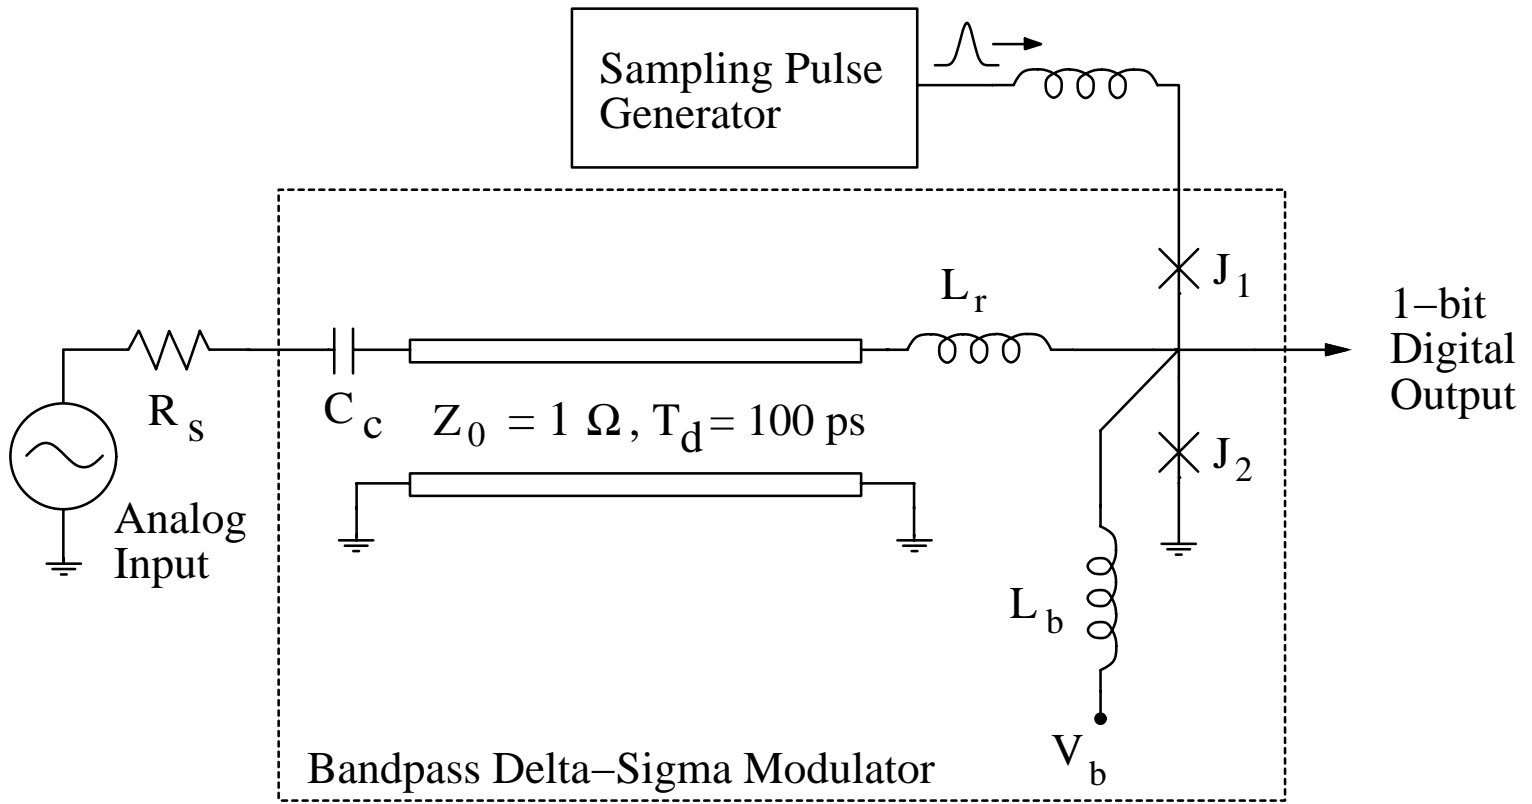 Sampling Pulse
Generator
J1
Lr
1−bit
Digital
Output
Rs
Cc
Z0 = 1 Ω, Td = 100 ps
J2
Analog
Input
Lb
Vb
Bandpass Delta−Sigma Modulator